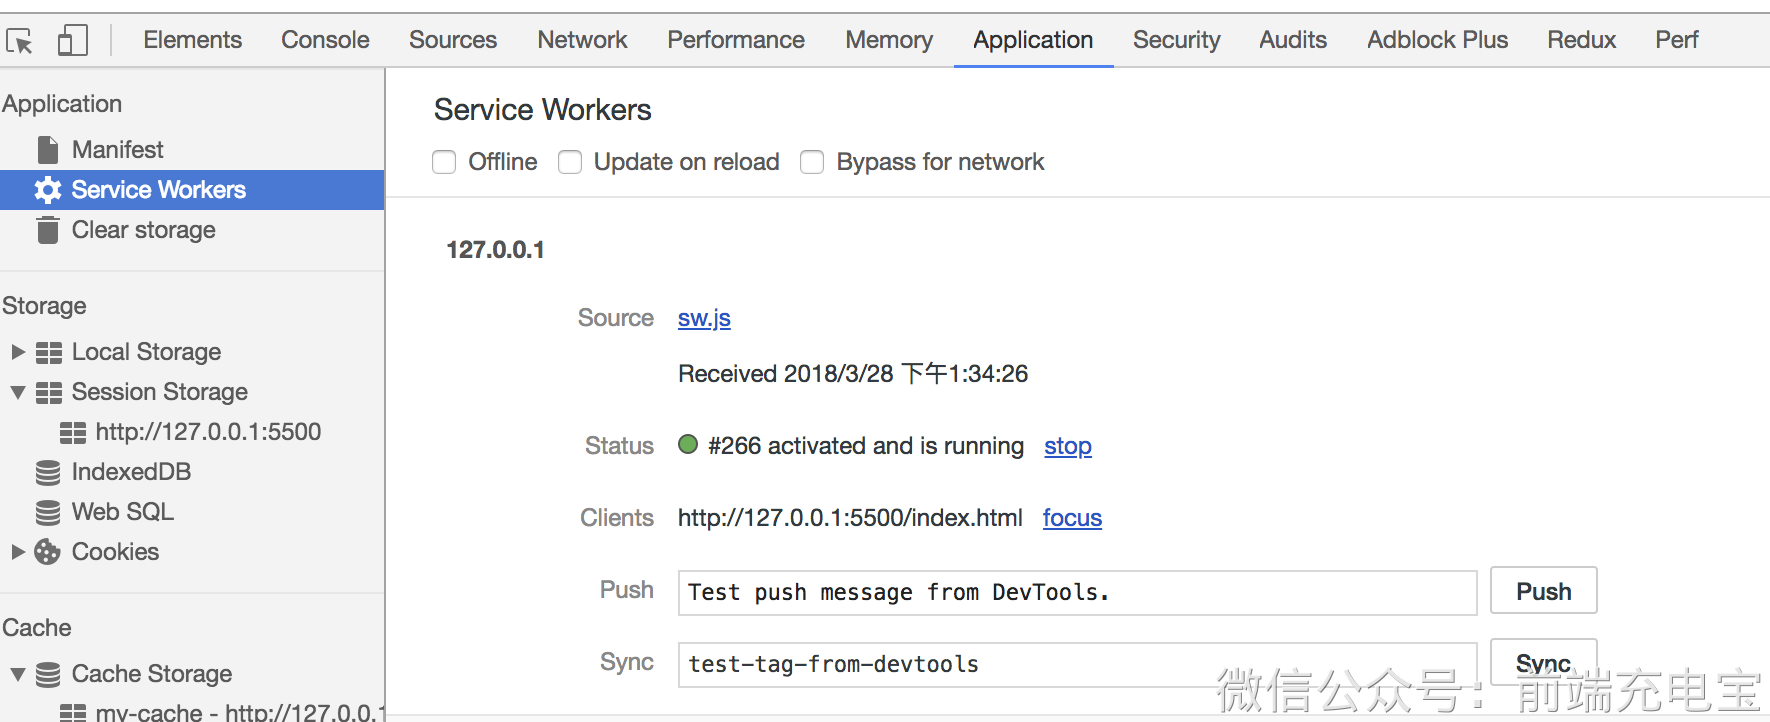 Elements Console Sources Network Performance Memory Application Security Audits Adblock Plus Redux Perf
Application
Manifest
Service Workers
Clear storage
Storage
Local Storage
Session Storage
http://127.0.0.1:5500
IndexedDB
Web SQL
Cookies
Cache
Cache Storage
my-cache - http://127.0.0.1
Service Workers
Offline Update on reload Bypass for network
127.0.0.1
Source sw.js
Received 2018/3/28 下午1:34:26
Status #266 activated and is running stop
Clients http://127.0.0.1:5500/index.html focus
Push Test push message from DevTools. Push
Sync test-tag-from-devtools Sync
微信公众号：前端充电宝